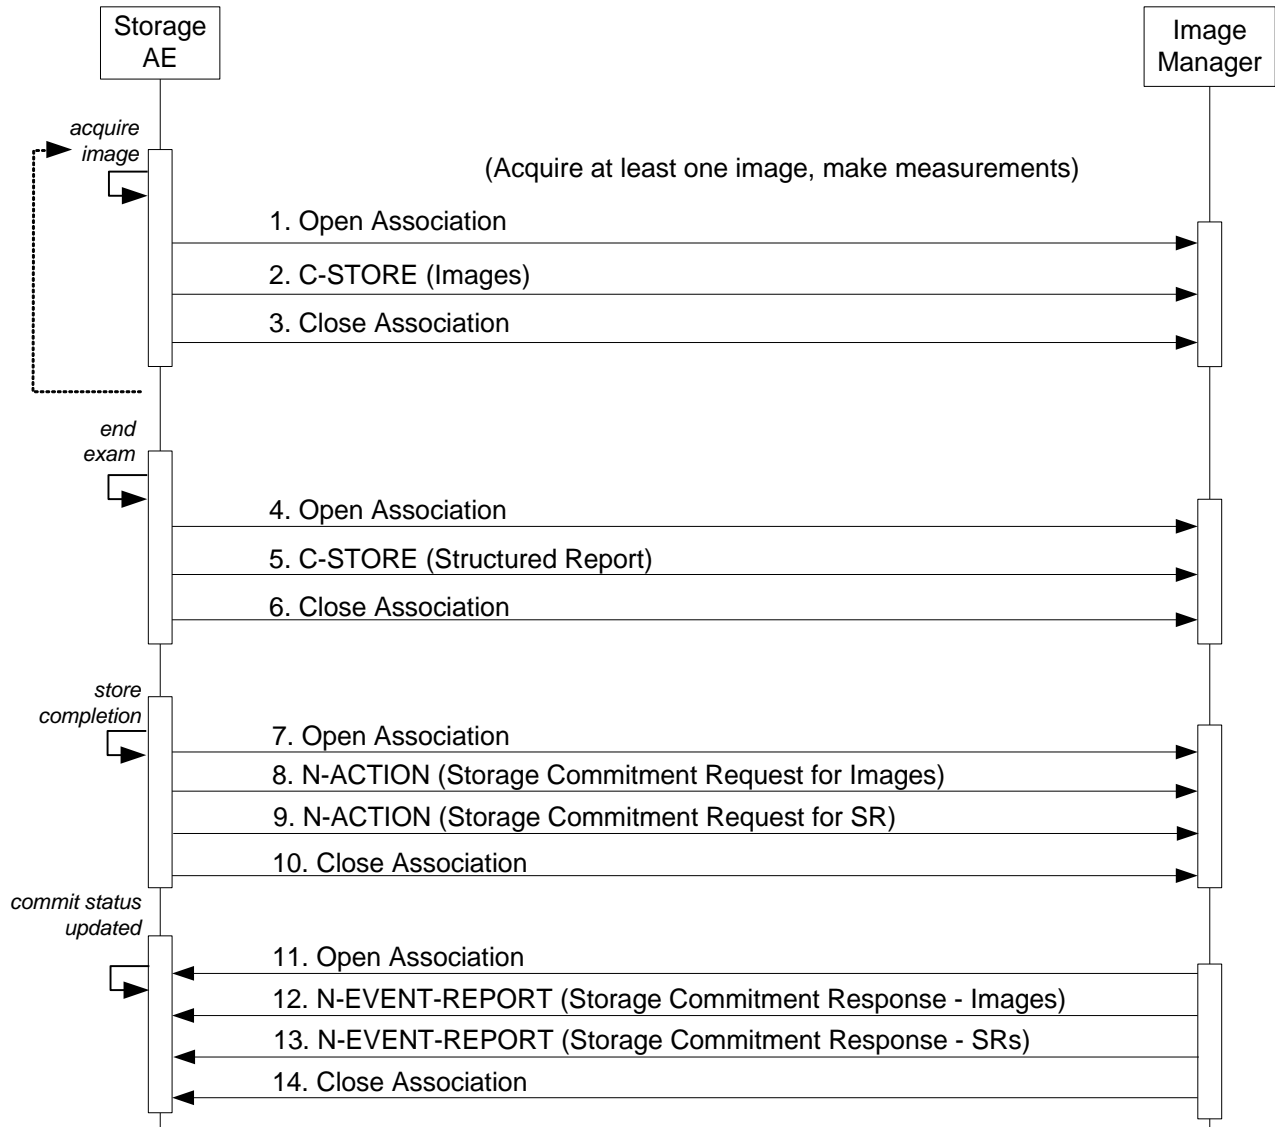 Storage
AE
Image
Manager
acquire
image
(Acquire at least one image, make measurements)
1. Open Association
2. C-STORE (Images)
3. Close Association
end
exam
4. Open Association
5. C-STORE (Structured Report)
6. Close Association
store
completion
7. Open Association
8. N-ACTION (Storage Commitment Request for Images)
9. N-ACTION (Storage Commitment Request for SR)
10. Close Association
commit status
updated
11. Open Association
12. N-EVENT-REPORT (Storage Commitment Response - Images)
13. N-EVENT-REPORT (Storage Commitment Response - SRs)
14. Close Association